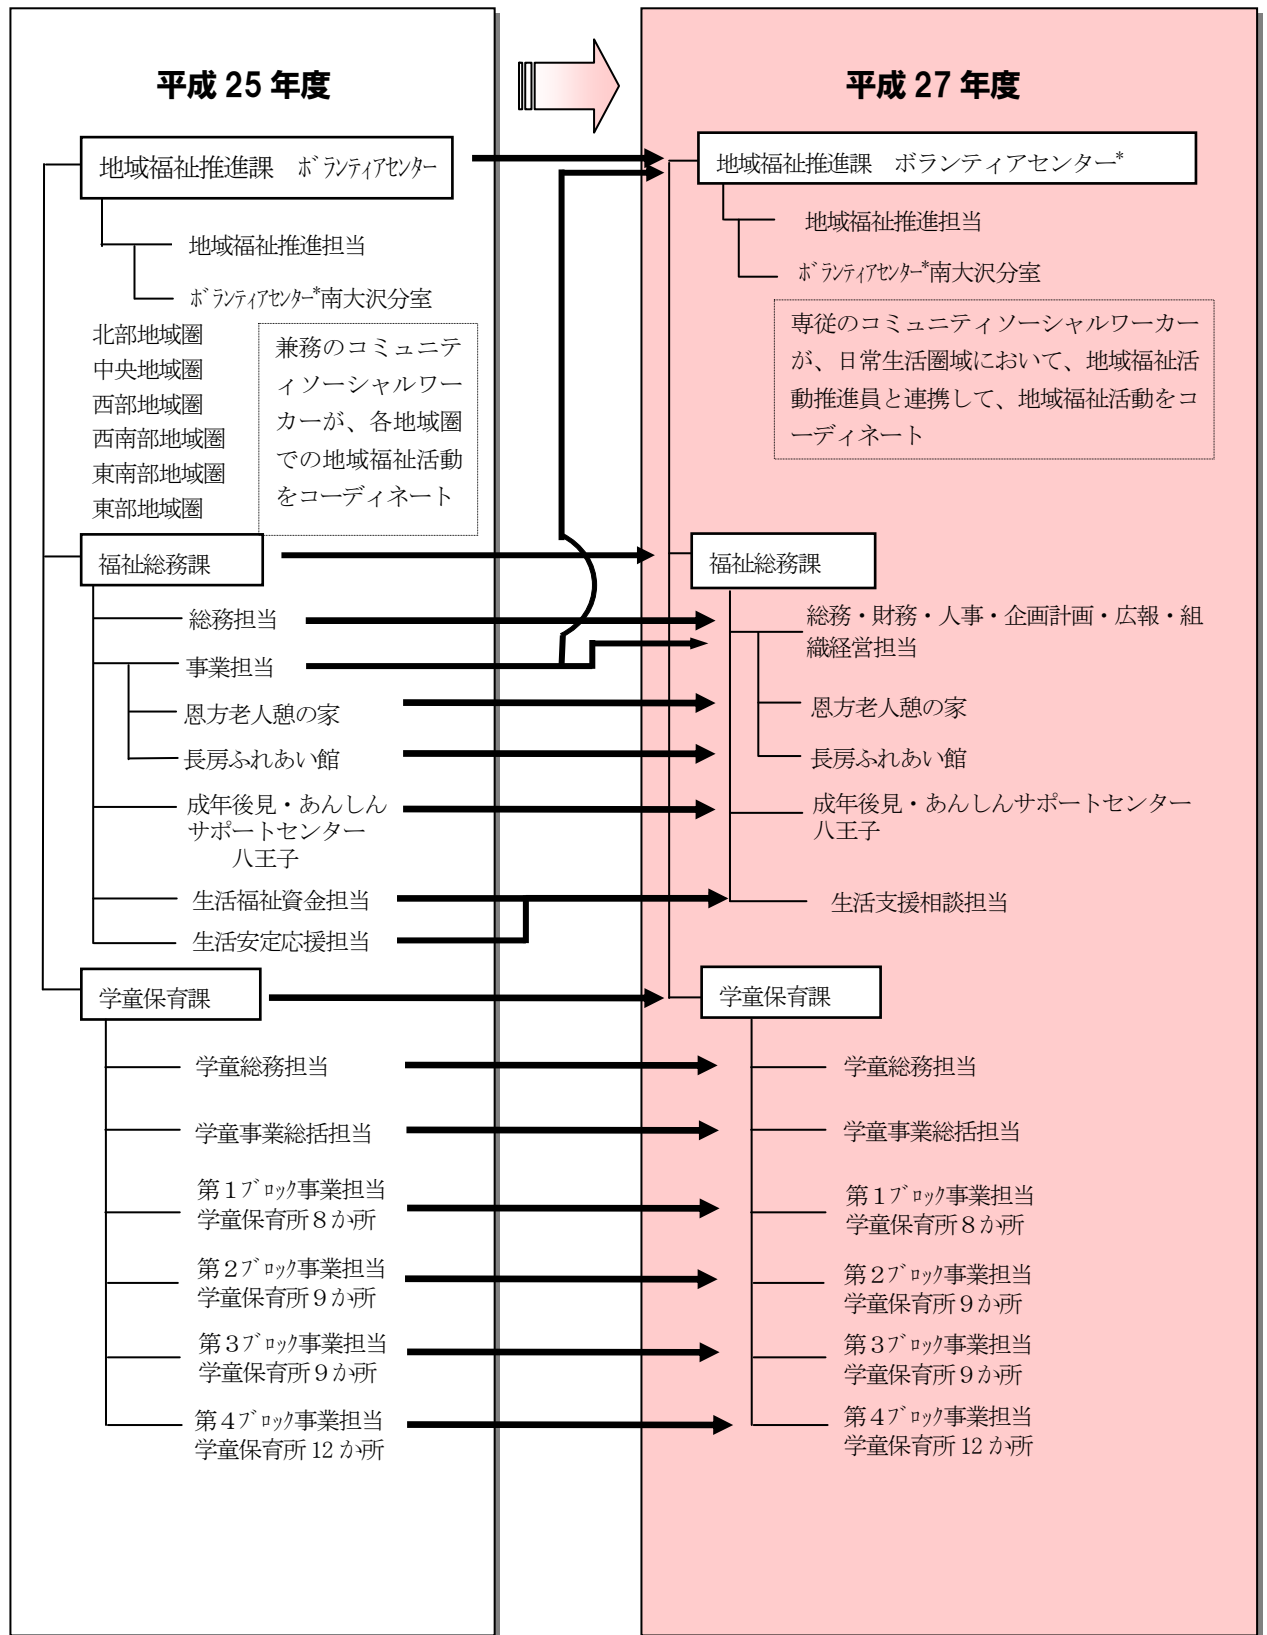 平成 25 年度
地域福祉推進課 ボランティアセンター
地域福祉推進担当
ボランティアセンター*南大沢分室
北部地域圏
中央地域圏
西部地域圏
西南部地域圏
東南部地域圏
東部地域圏
兼務のコミュニテ
ィソーシャルワー
カーが、各地域圏
での地域福祉活動
をコーディネート
福祉総務課
総務担当
事業担当
恩方老人憩の家
長房ふれあい館
成年後見・あんしん
サポートセンター
八王子
生活福祉資金担当
生活安定応援担当
学童保育課
学童総務担当
学童事業総括担当
第1ブロック事業担当
学童保育所８か所
第２ブロック事業担当
学童保育所９か所
第３ブロック事業担当
学童保育所９か所
第４ブロック事業担当
学童保育所 12 か所
平成 27 年度
地域福祉推進課 ボランティアセンター*
地域福祉推進担当
ボランティアセンター*南大沢分室
専従のコミュニティソーシャルワーカー
が、日常生活圏域において、地域福祉活
動推進員と連携して、地域福祉活動をコ
ーディネート
福祉総務課
総務・財務・人事・企画計画・広報・組
織経営担当
恩方老人憩の家
長房ふれあい館
成年後見・あんしんサポートセンター
八王子
生活支援相談担当
学童保育課
学童総務担当
学童事業総括担当
第１ブロック事業担当
学童保育所８か所
第２ブロック事業担当
学童保育所９か所
第３ブロック事業担当
学童保育所９か所
第４ブロック事業担当
学童保育所 12 か所